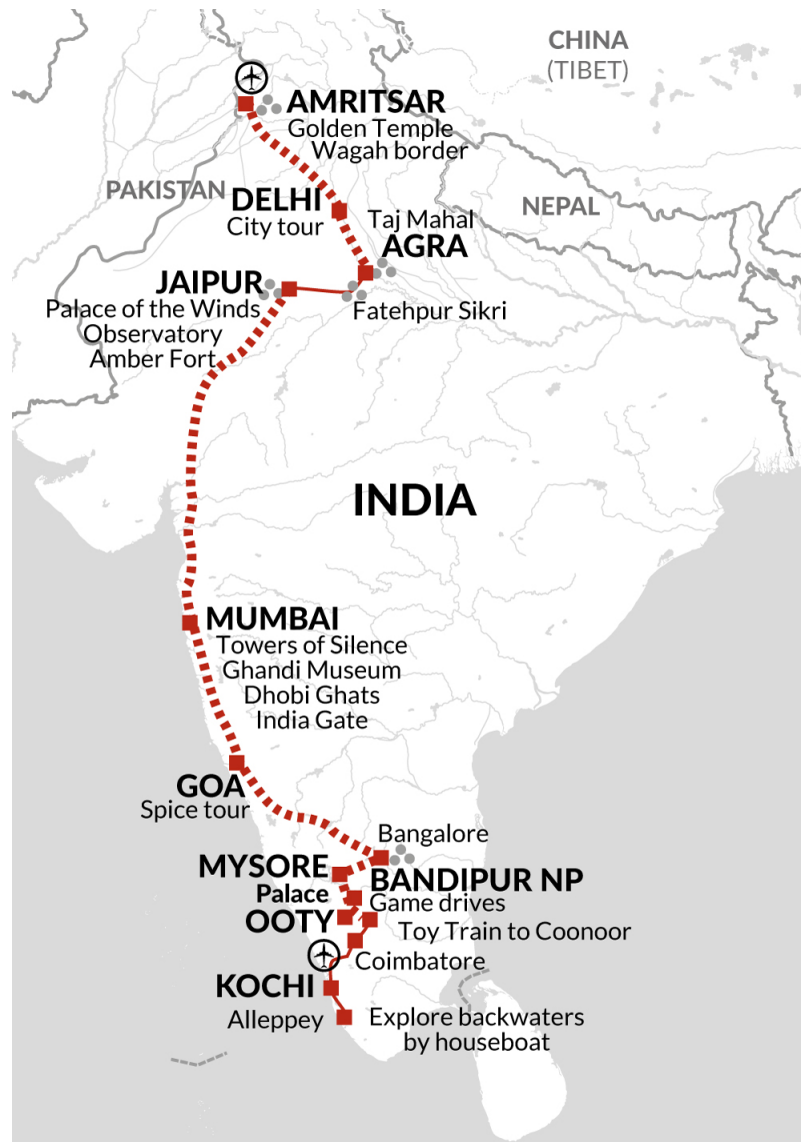 CHINA
(TIBET)
AMRITSAR
Golden Temple
Wagah border
PAKISTAN
DELHI
City tour
NEPAL
Taj Mahal
AGRA
JAIPUR
Palace of the Winds
Observatory
Amber Fort
Fatehpur Sikri
INDIA
MUMBAI
Towers of Silence
Ghandi Museum
Dhobi Ghats
India Gate
GOA
Spice tour
Bangalore
MYSORE
Palace
BANDIPUR NP
Game drives
OOTY
Toy Train to Coonoor
Coimbatore
KOCHI
Alleppey
Explore backwaters
by houseboat